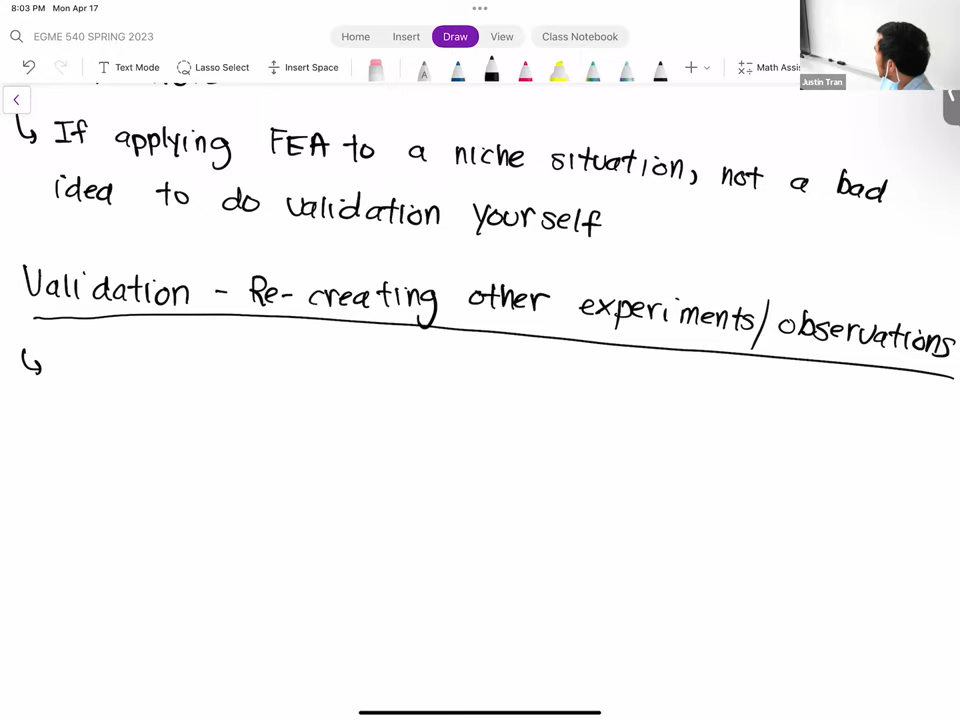 8:03 PM Mon Apr 17
EGME 540 SPRING 2023
Home Insert Draw View Class Notebook
Text Mode Lasso Select Insert Space Math Assis
Justin Tran
↳ If applying FEA to a niche situation, not a bad
idea to do validation yourself
Validation - Re-creating other experiments/observations
↳